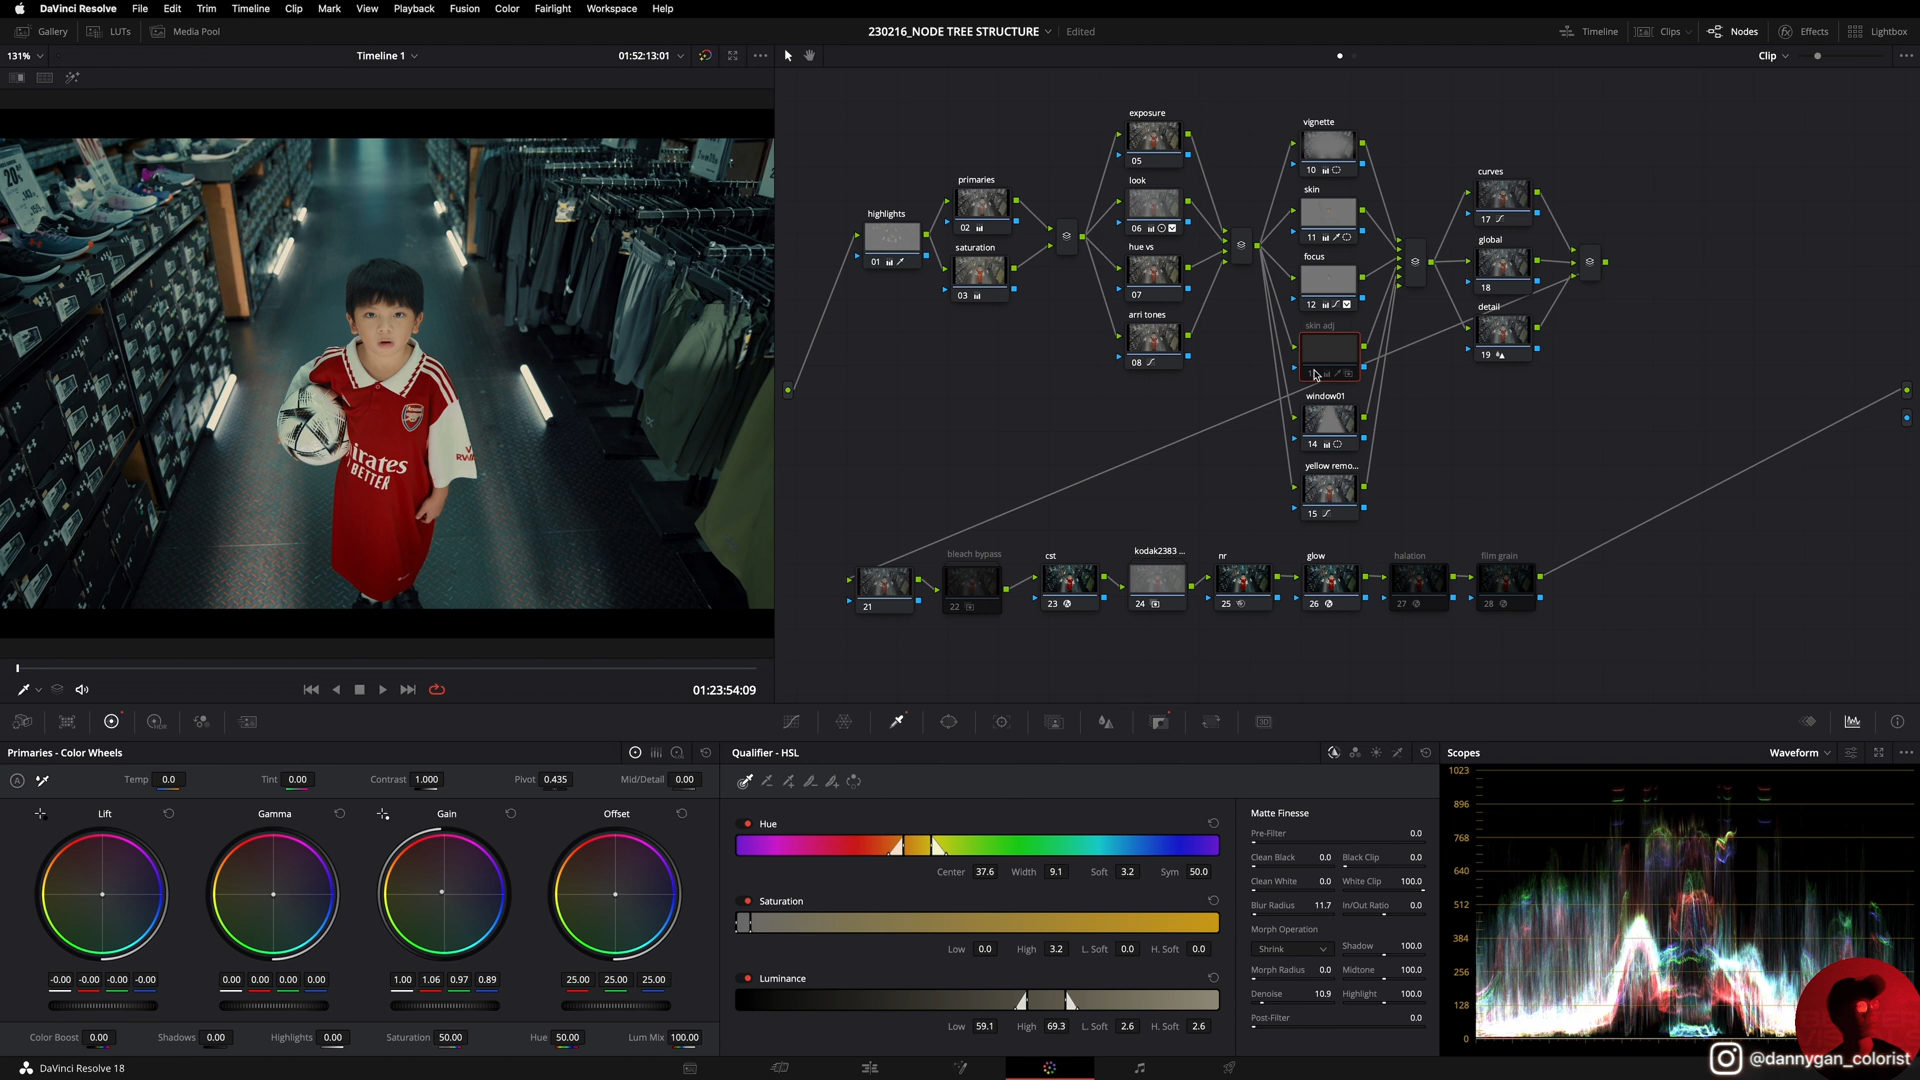 DaVinci Resolve File Edit Trim Timeline Clip Mark View Playback Fusion Color Fairlight Workspace Help
Gallery LUTs Media Pool 230216_NODE TREE STRUCTURE Edited Timeline Clips Nodes Effects Lightbox
131% Timeline 1 01:52:13:01 Clip
20%
Emirates
BETTER
Arsenal
exposure
05
look
06
hue vs
07
arri tones
08
highlights
01
primaries
02
saturation
03
vignette
10
skin
11
focus
12
skin adj
window01
14
yellow remo...
15
curves
17
global
18
detail
19
21
bleach bypass
22
cst
23
kodak2383 ...
24
nr
25
glow
26
halation
27
film grain
28
01:23:54:09
Primaries - Color Wheels
Temp 0.0 Tint 0.00 Contrast 1.000 Pivot 0.435 Mid/Detail 0.00
Lift Gamma Gain Offset
-0.00 -0.00 -0.00 -0.00 0.00 0.00 0.00 0.00 1.00 1.06 0.97 0.89 25.00 25.00 25.00
Color Boost 0.00 Shadows 0.00 Highlights 0.00 Saturation 50.00 Hue 50.00 Lum Mix 100.00
Qualifier - HSL
Hue
Center 37.6 Width 9.1 Soft 3.2 Sym 50.0
Saturation
Low 0.0 High 3.2 L. Soft 0.0 H. Soft 0.0
Luminance
Low 59.1 High 69.3 L. Soft 2.6 H. Soft 2.6
Matte Finesse
Pre-Filter 0.0
Clean Black 0.0 Black Clip 0.0
Clean White 0.0 White Clip 100.0
Blur Radius 11.7 In/Out Ratio 0.0
Morph Operation
Shrink Shadow 100.0
Morph Radius 0.0 Midtone 100.0
Denoise 10.9 Highlight 100.0
Post-Filter 0.0
Scopes Waveform
1023
896
768
640
512
384
256
128
0
@dannygan_colorist
DaVinci Resolve 18